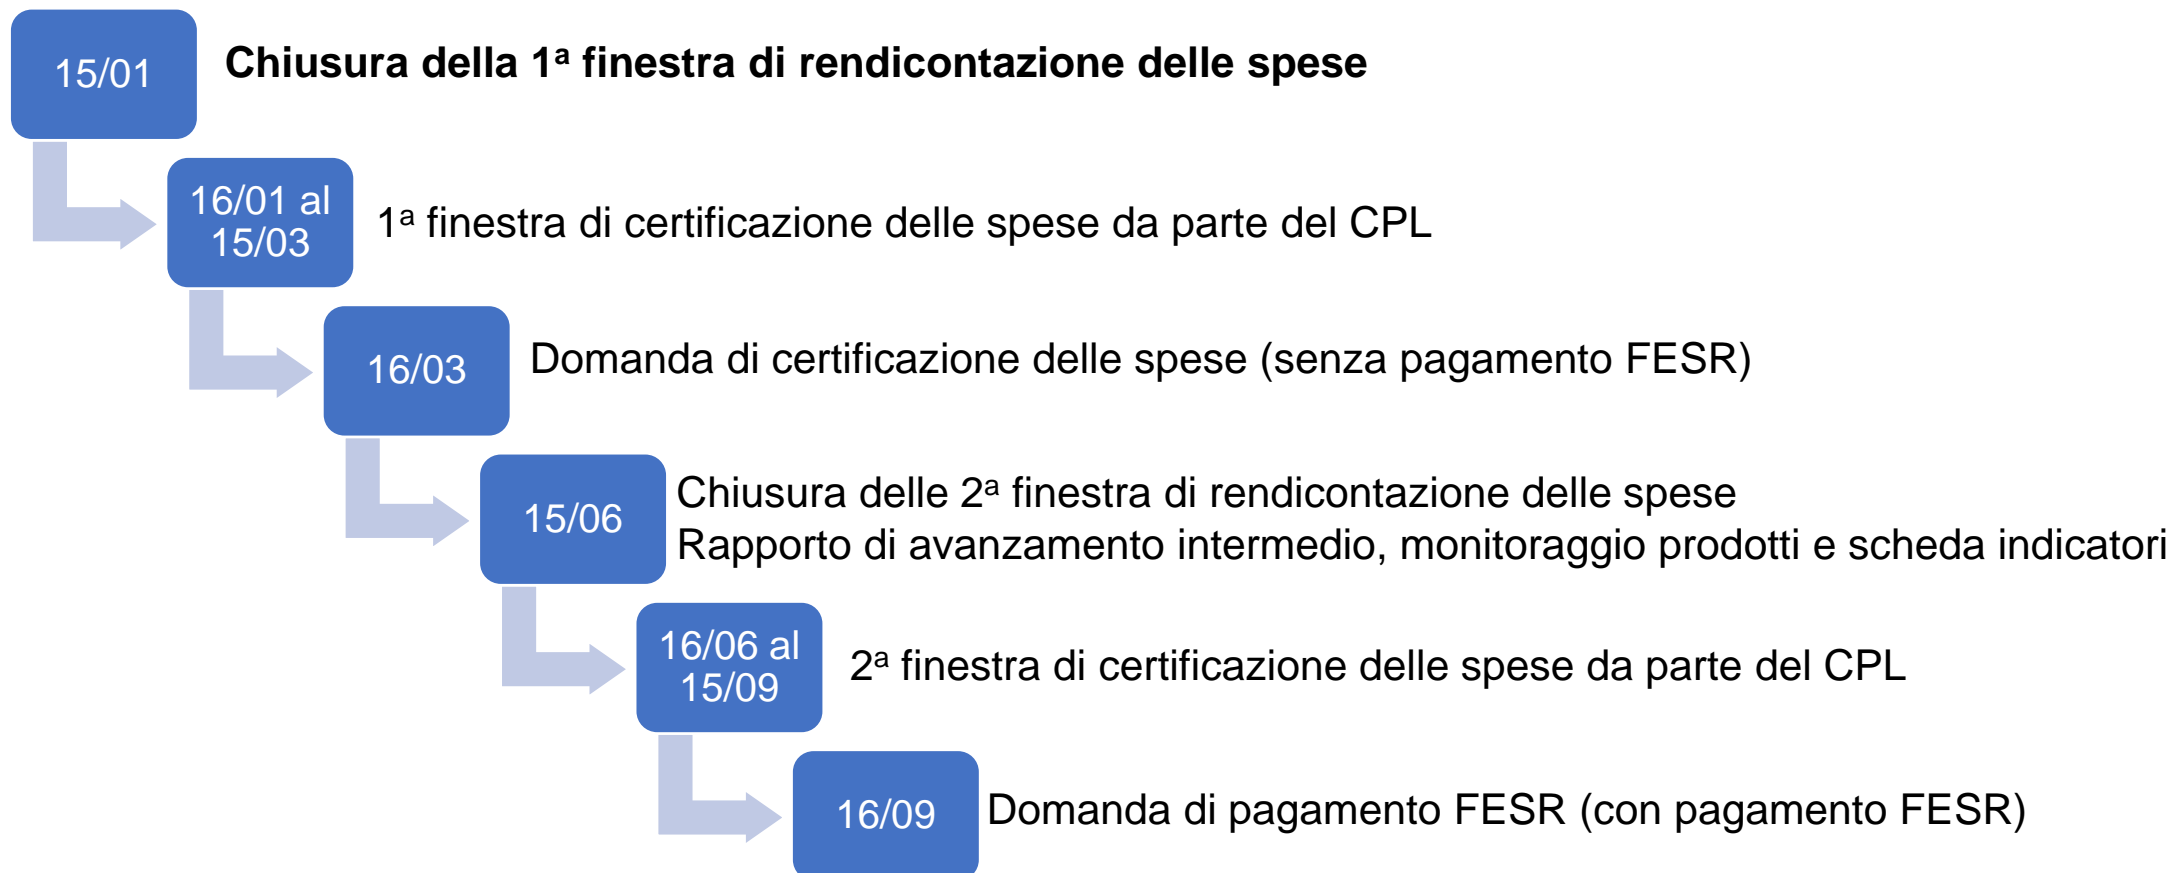 15/01
Chiusura della 1ª finestra di rendicontazione delle spese
16/01 al
15/03
1ª finestra di certificazione delle spese da parte del CPL
16/03
Domanda di certificazione delle spese (senza pagamento FESR)
15/06
Chiusura delle 2ª finestra di rendicontazione delle spese
Rapporto di avanzamento intermedio, monitoraggio prodotti e scheda indicatori
16/06 al
15/09
2ª finestra di certificazione delle spese da parte del CPL
16/09
Domanda di pagamento FESR (con pagamento FESR)